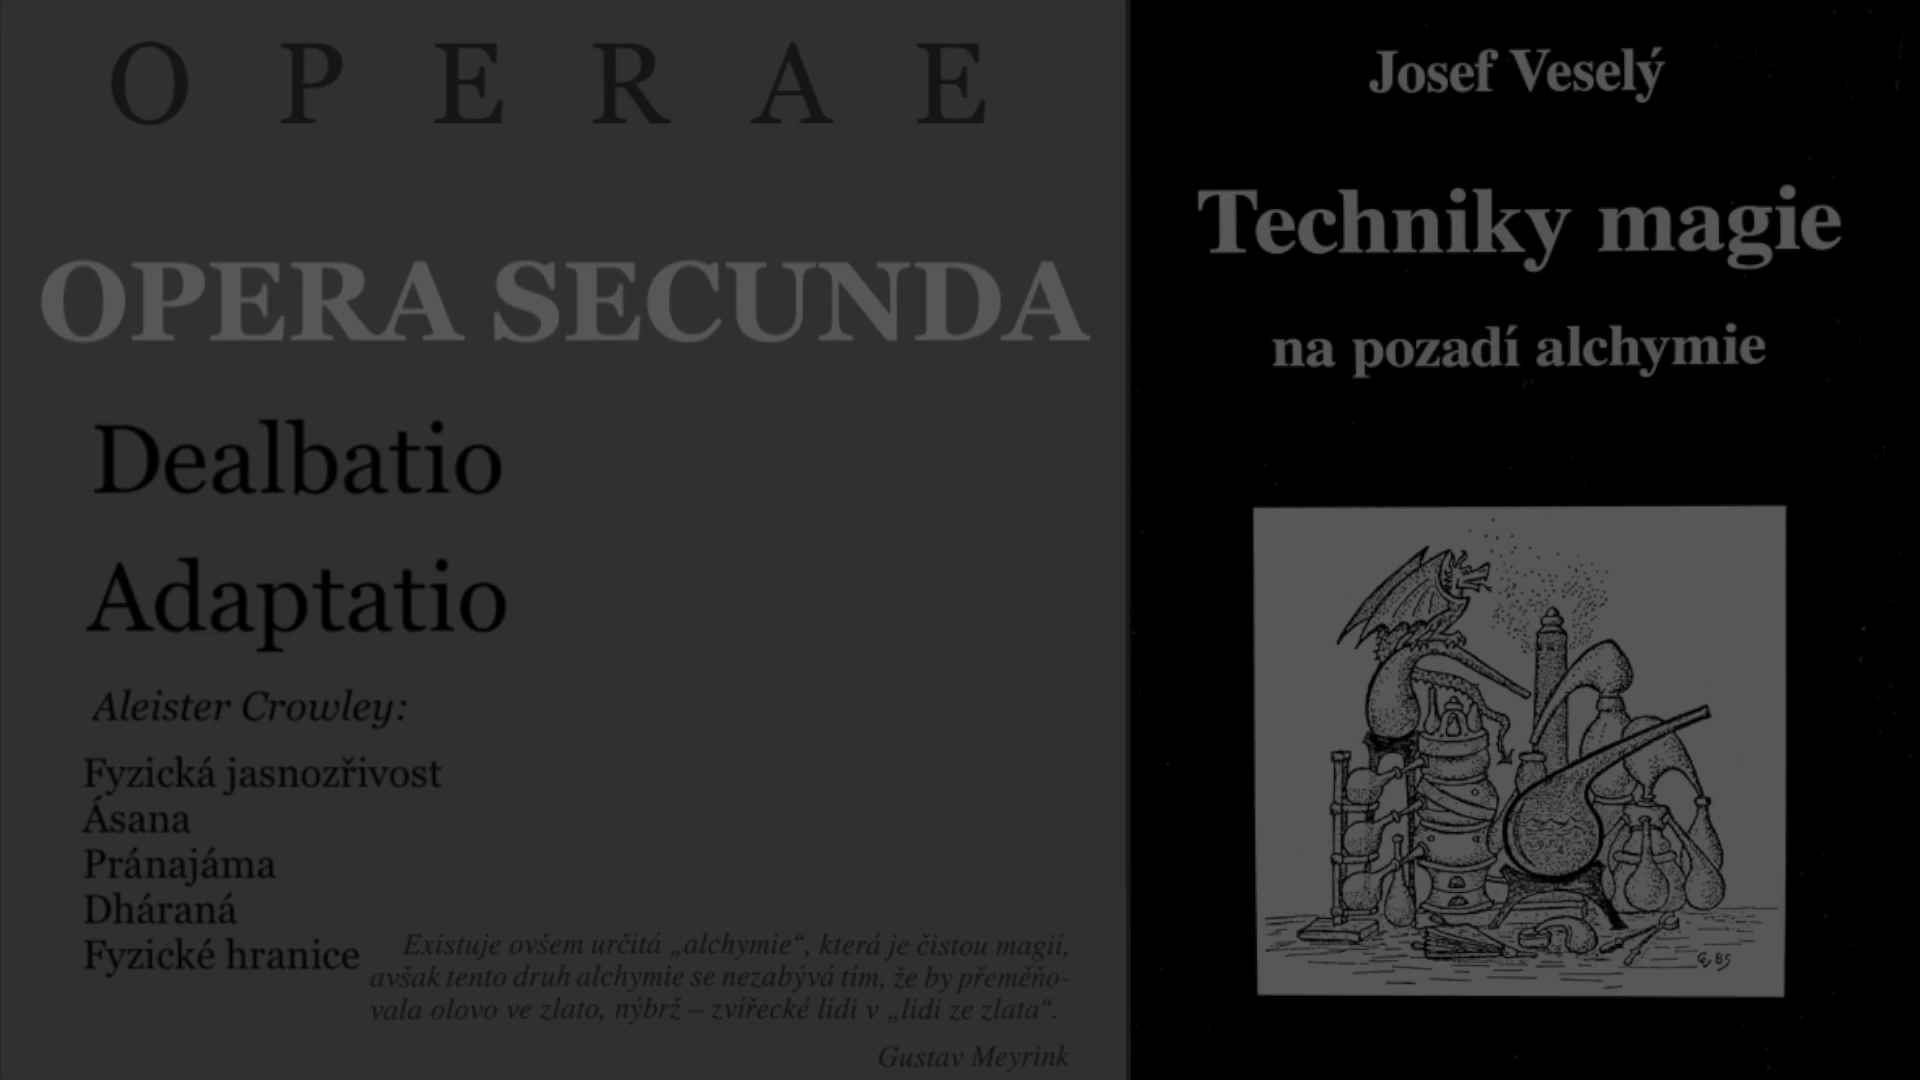 O P E R A E
OPERA SECUNDA
Dealbatio
Adaptatio
Aleister Crowley:
Fyzická jasnozřivost
Ásana
Pránajáma
Dháraná
Fyzické hranice
Existuje ovšem určitá „alchymie“, která je čistou magií,
avšak tento druh alchymie se nezabývá tím, že by přeměňo-
vala olovo ve zlato, nýbrž – zvířecké lidi v „lidi ze zlata“.
Gustav Meyrink
Josef Veselý
Techniky magie
na pozadí alchymie